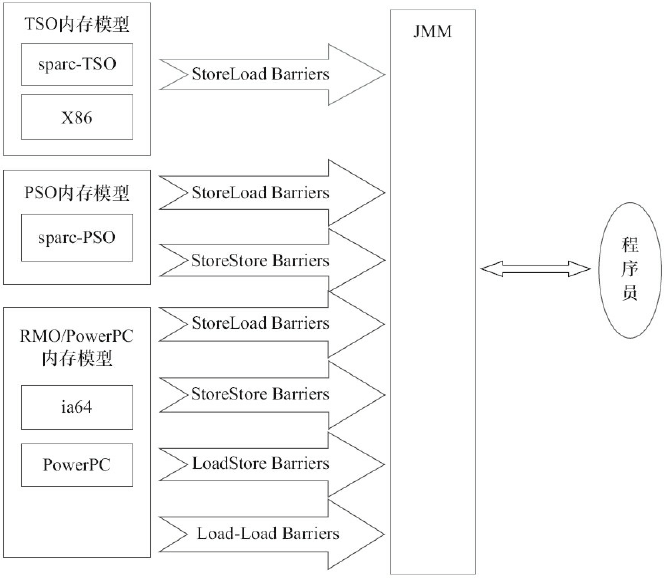 TSO内存模型
sparc-TSO
X86
StoreLoad Barriers
PSO内存模型
sparc-PSO
StoreLoad Barriers
StoreStore Barriers
RMO/PowerPC
内存模型
ia64
PowerPC
StoreLoad Barriers
StoreStore Barriers
LoadStore Barriers
Load-Load Barriers
JMM
程
序
员